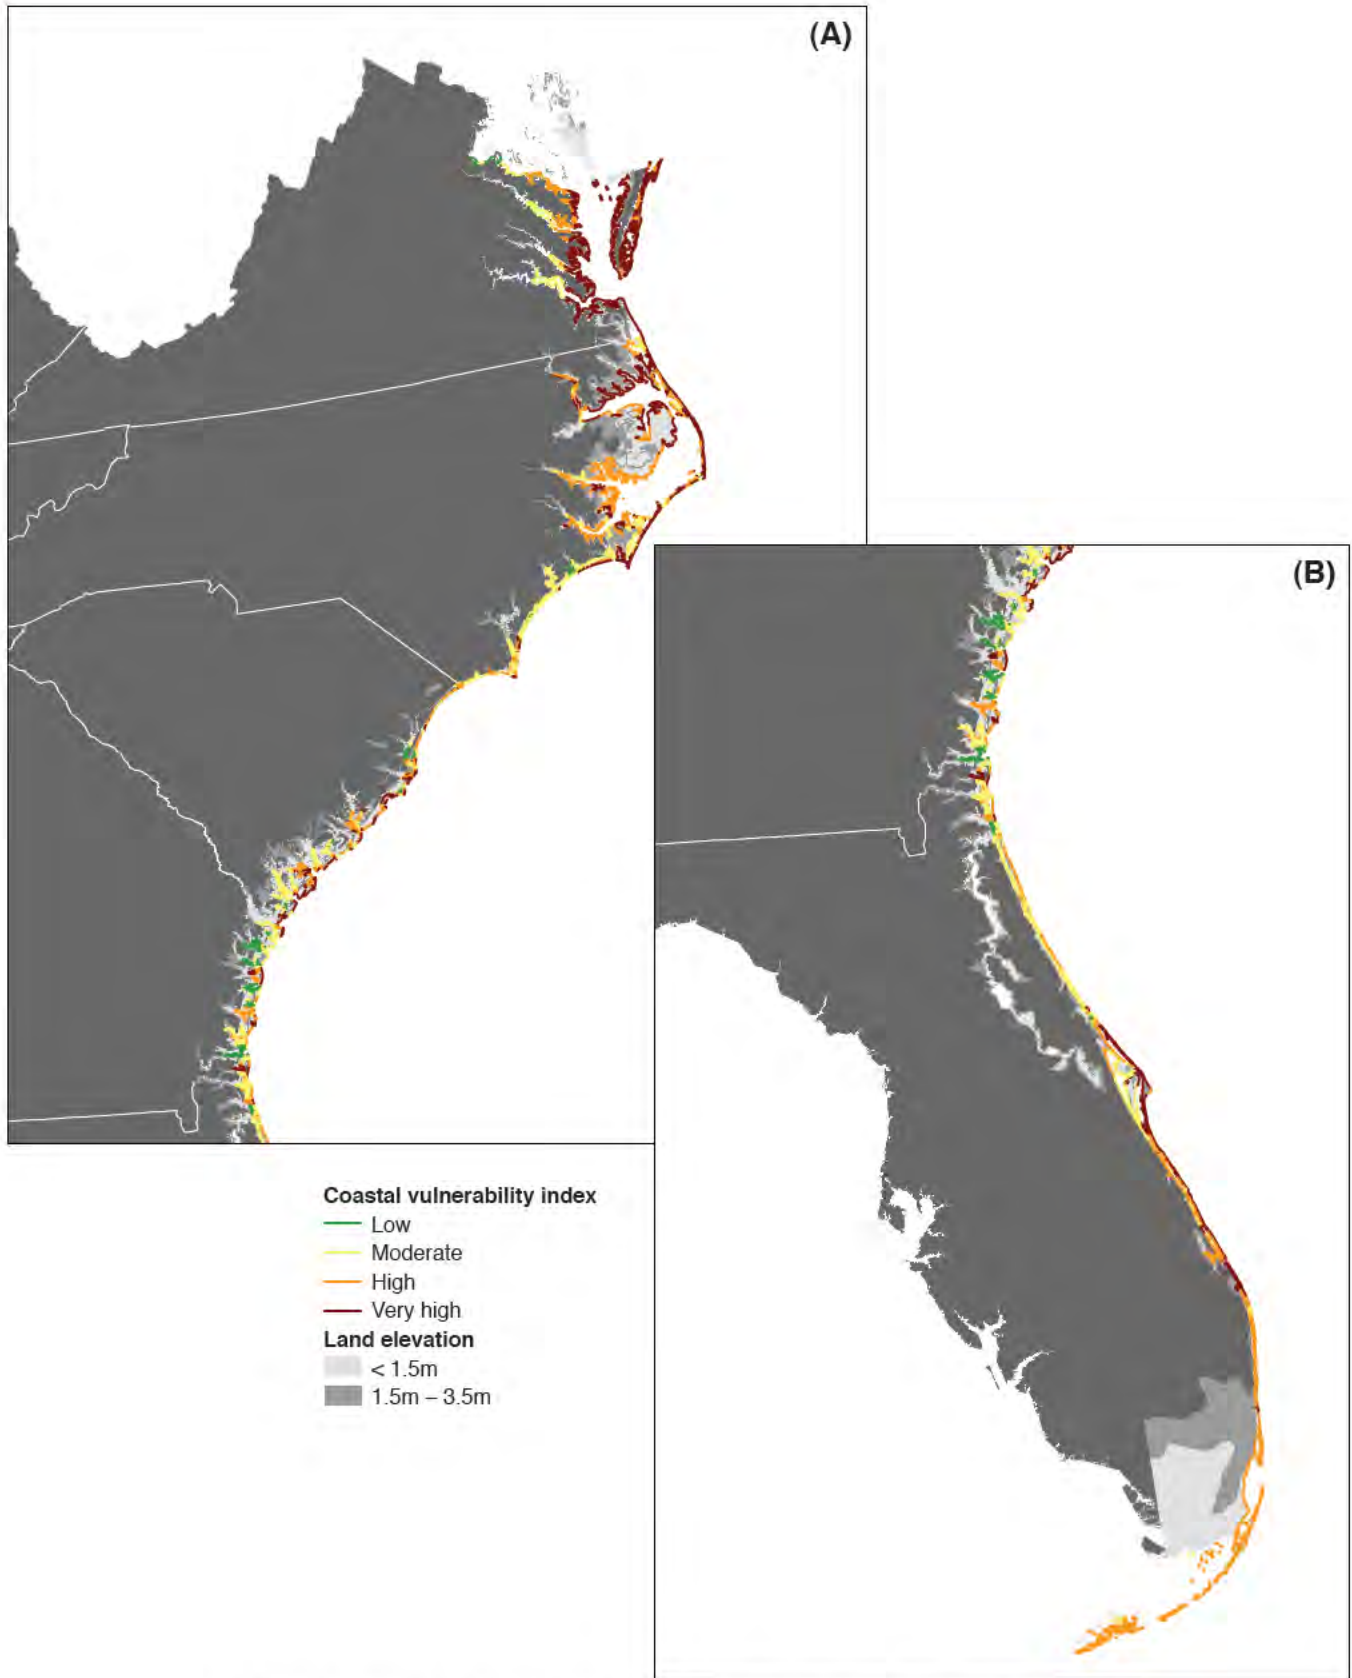 (A)
(B)
Coastal vulnerability index
Low
Moderate
High
Very high
Land elevation
< 1.5m
1.5m – 3.5m